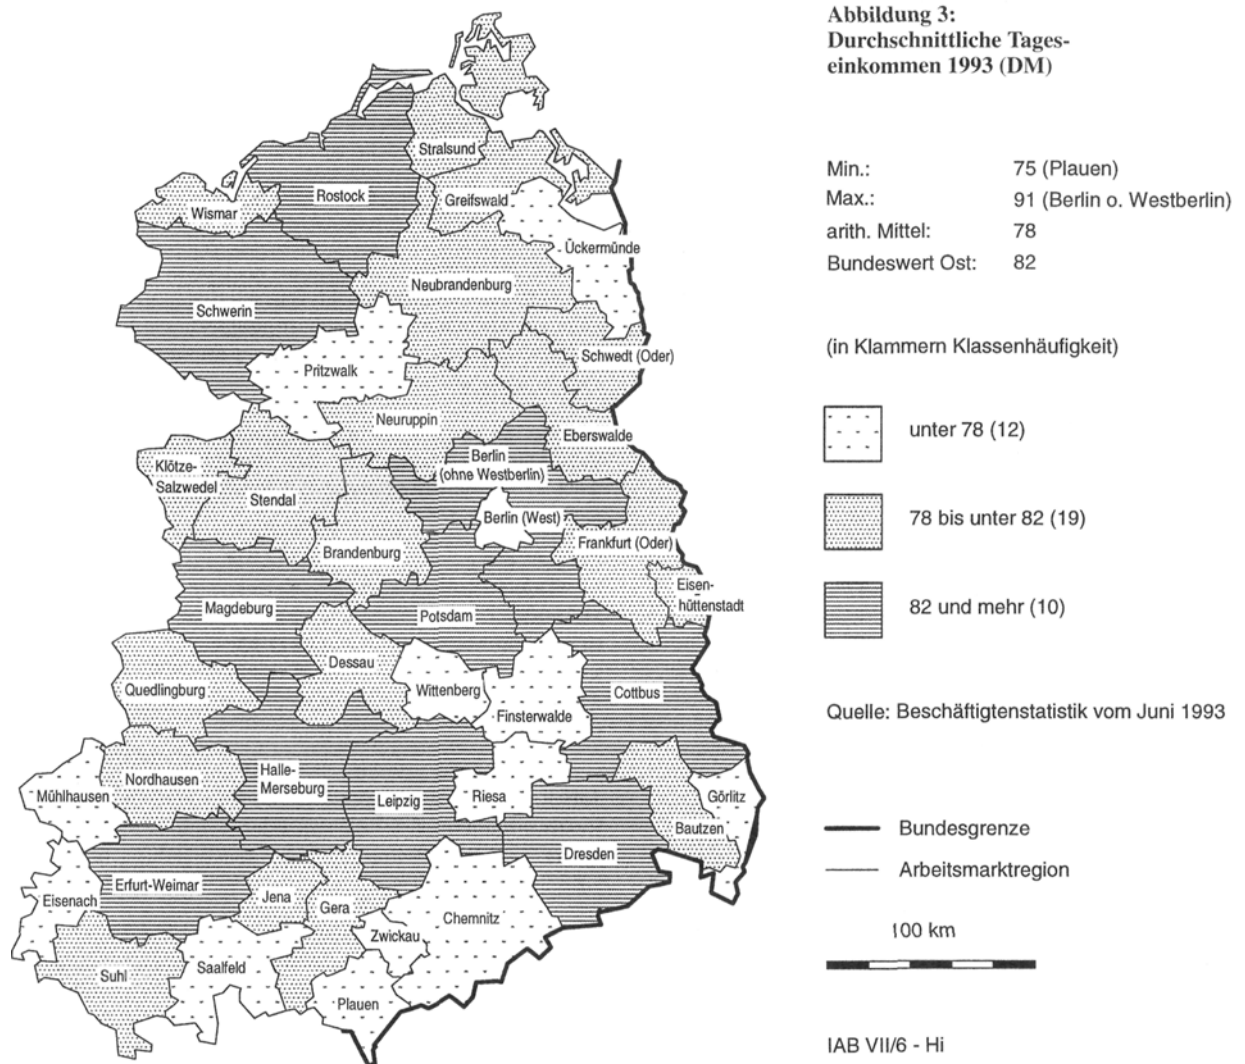 Abbildung 3:
Durchschnittliche Tages-
einkommen 1993 (DM)
Min.: 75 (Plauen)
Max.: 91 (Berlin o. Westberlin)
arith. Mittel: 78
Bundeswert Ost: 82
(in Klammern Klassenhäufigkeit)
unter 78 (12)
78 bis unter 82 (19)
82 und mehr (10)
Quelle: Beschäftigtenstatistik vom Juni 1993
Bundesgrenze
Arbeitsmarktregion
100 km
IAB VII/6 - Hi
Stralsund
Rostock
Greifswald
Wismar
Ückermünde
Neubrandenburg
Schwerin
Schwedt (Oder)
Pritzwalk
Neuruppin
Eberswalde
Berlin
(ohne Westberlin)
Klötze-
Salzwedel
Stendal
Berlin (West)
Brandenburg
Frankfurt (Oder)
Eisen-
hüttenstadt
Magdeburg
Potsdam
Dessau
Quedlingburg
Wittenberg
Cottbus
Finsterwalde
Nordhausen
Halle-
Merseburg
Mühlhausen
Leipzig
Riesa
Görlitz
Bautzen
Dresden
Erfurt-Weimar
Eisenach
Jena
Gera
Chemnitz
Zwickau
Saalfeld
Suhl
Plauen